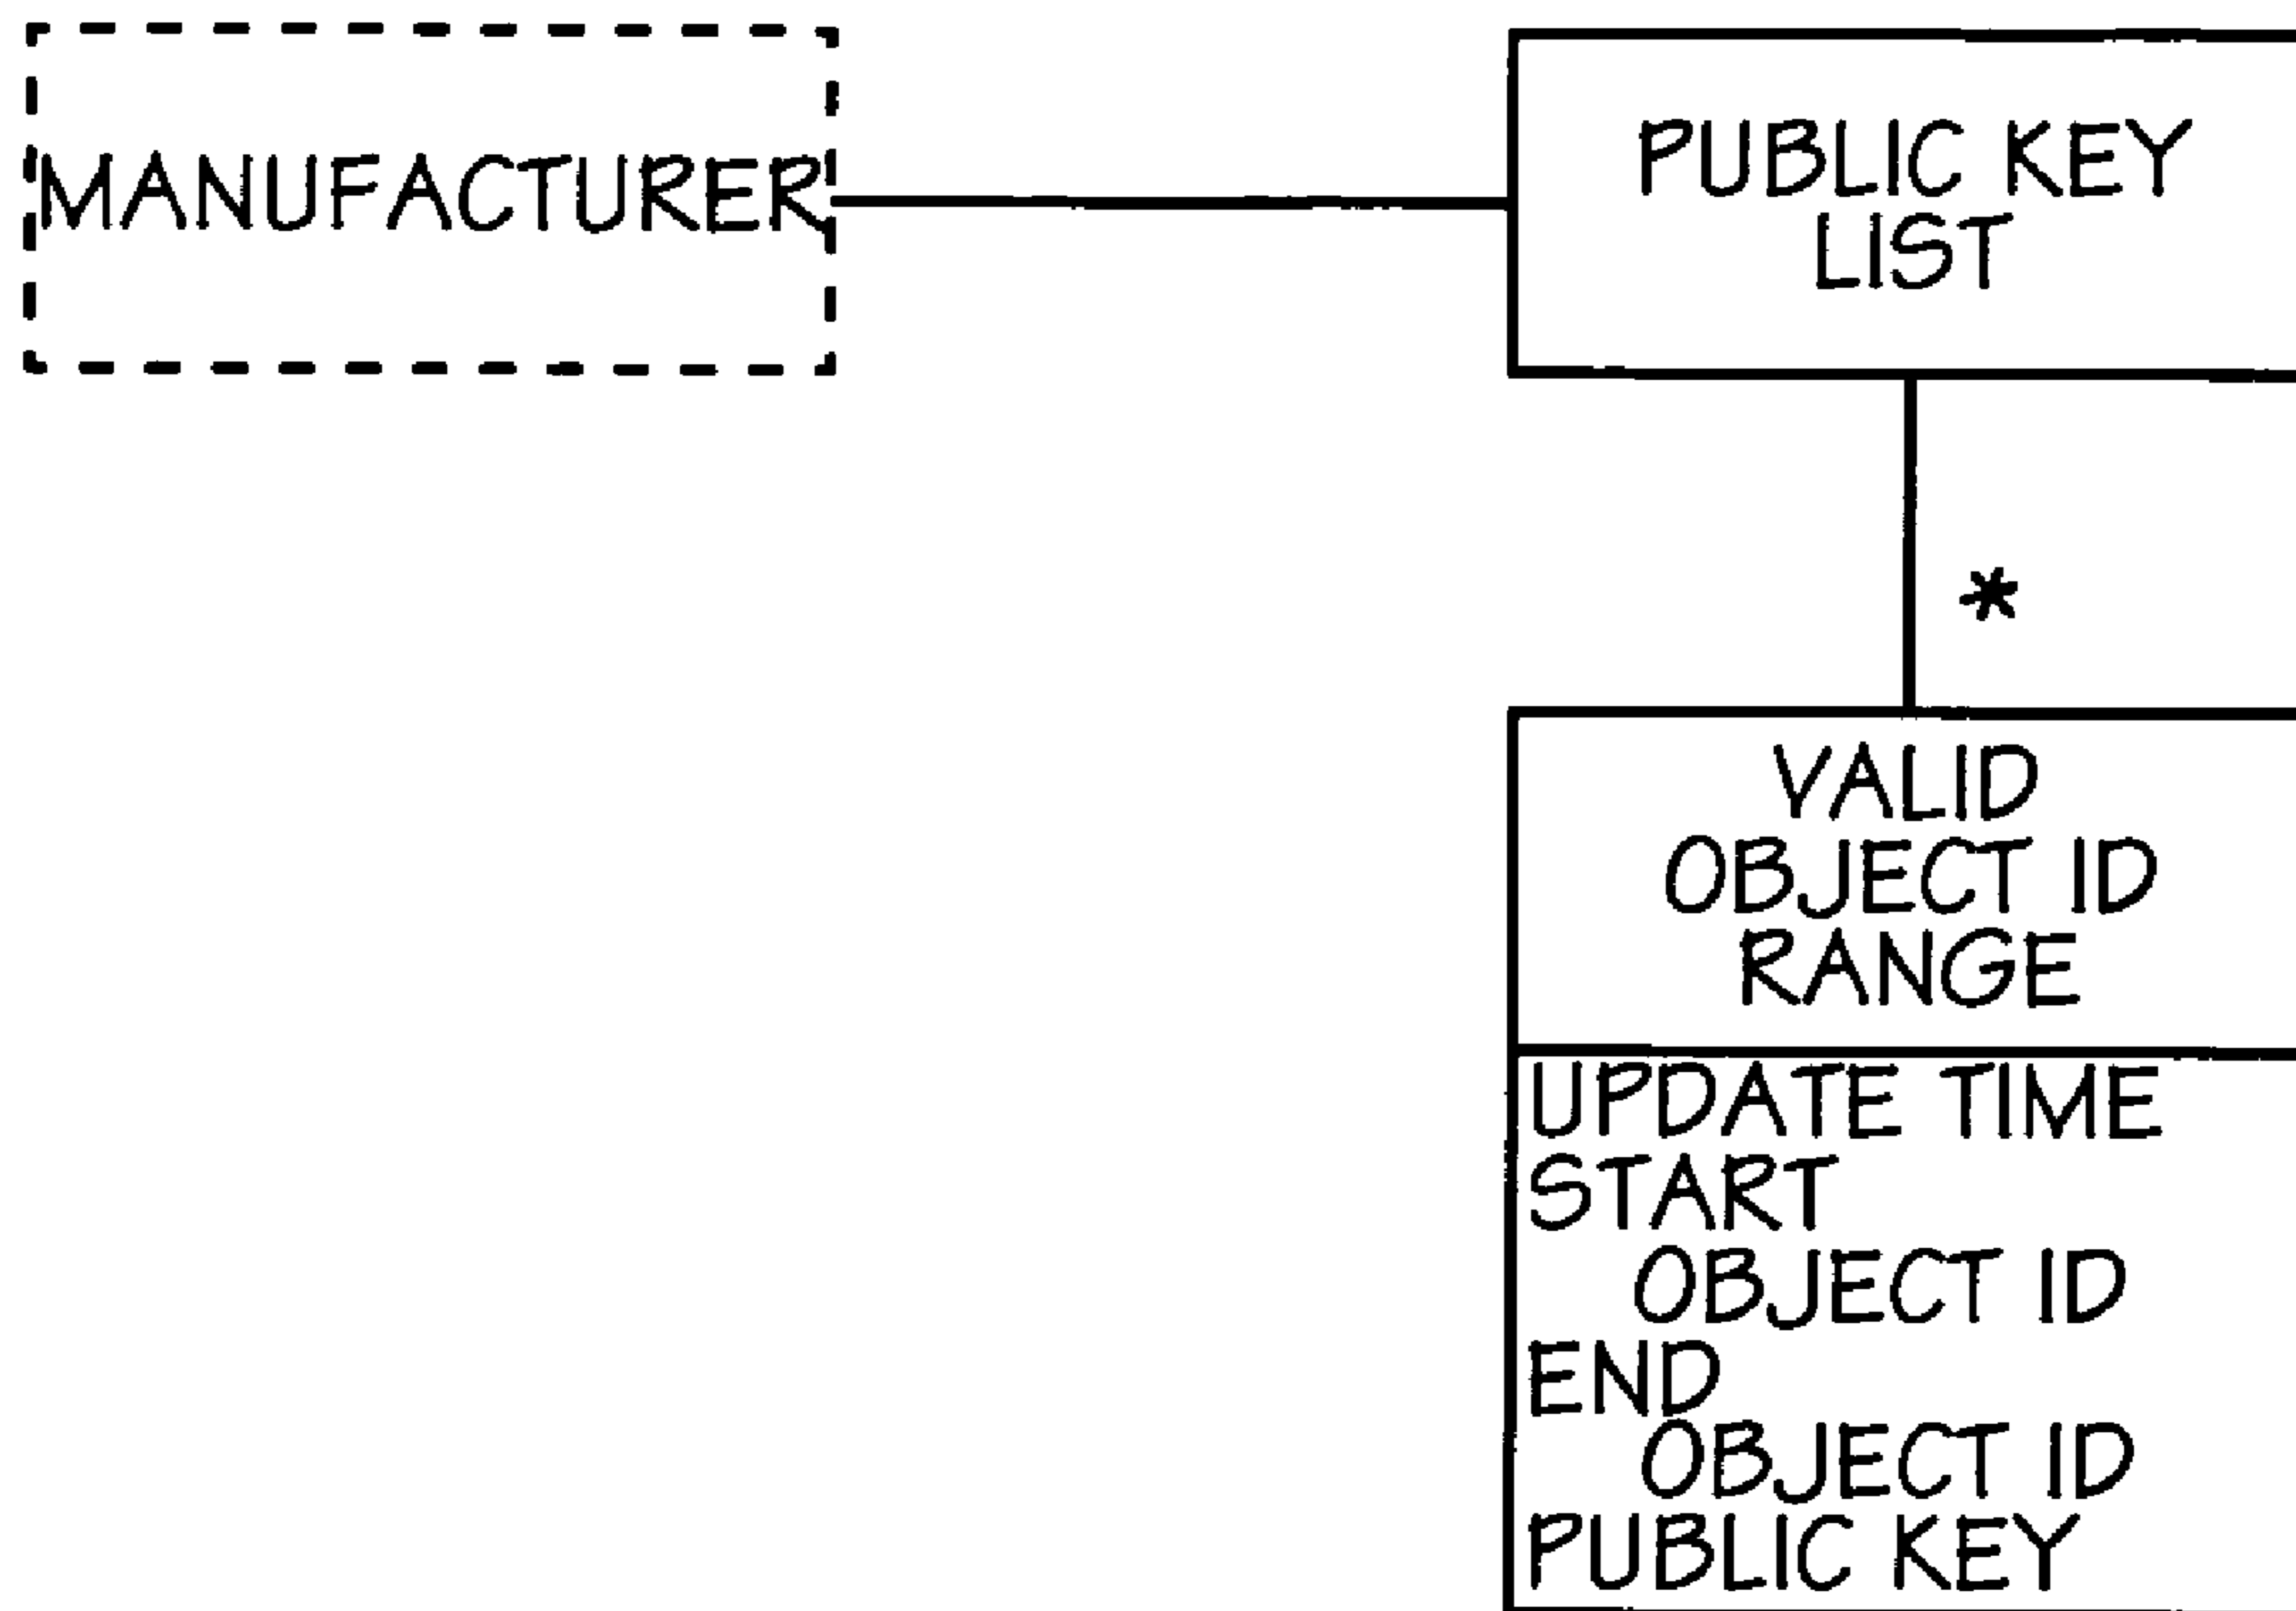 MANUFACTURER
PUBLIC KEY
LIST
*
VALID
OBJECT ID
RANGE
UPDATE TIME
START
OBJECT ID
END
OBJECT ID
PUBLIC KEY